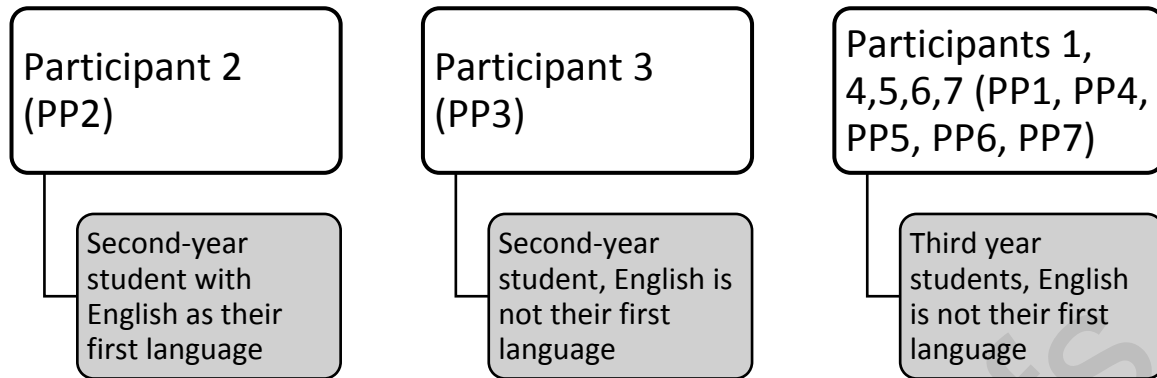 Participant 2
(PP2)
Second-year
student with
English as their
first language
Participant 3
(PP3)
Second-year
student, English is
not their first
language
Participants 1,
4,5,6,7 (PP1, PP4,
PP5, PP6, PP7)
Third year
students, English
is not their first
language